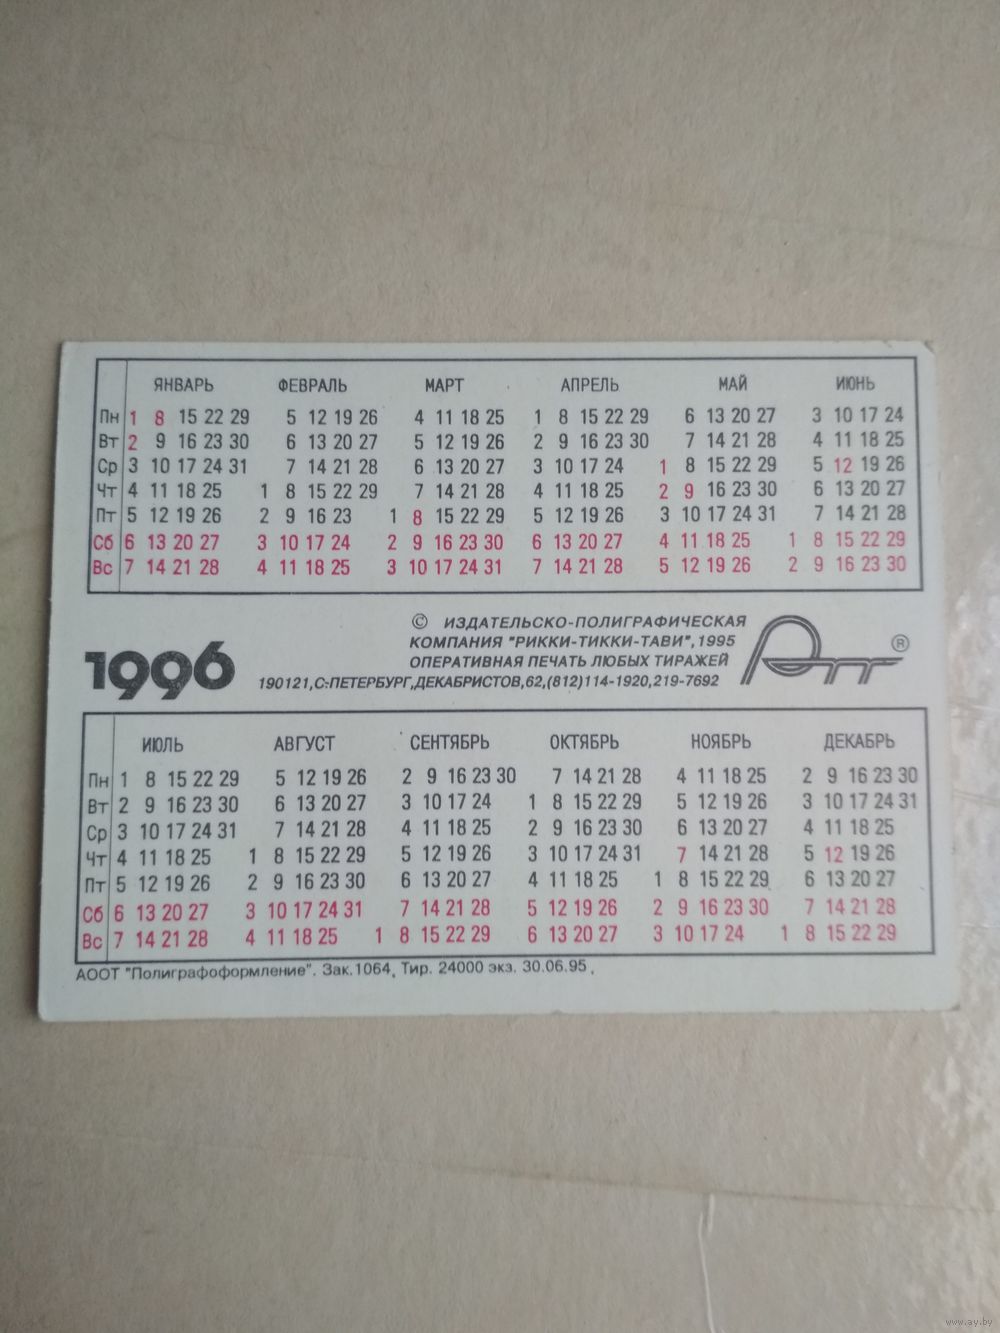 ЯНВАРЬ ФЕВРАЛЬ МАРТ АПРЕЛЬ МАЙ ИЮНЬ
Пн 1 8 15 22 29 5 12 19 26 4 11 18 25 1 8 15 22 29 6 13 20 27 3 10 17 24
Вт 2 9 16 23 30 6 13 20 27 5 12 19 26 2 9 16 23 30 7 14 21 28 4 11 18 25
Ср 3 10 17 24 31 7 14 21 28 6 13 20 27 3 10 17 24 1 8 15 22 29 5 12 19 26
Чт 4 11 18 25 1 8 15 22 29 7 14 21 28 4 11 18 25 2 9 16 23 30 6 13 20 27
Пт 5 12 19 26 2 9 16 23 1 8 15 22 29 5 12 19 26 3 10 17 24 31 7 14 21 28
Сб 6 13 20 27 3 10 17 24 2 9 16 23 30 6 13 20 27 4 11 18 25 1 8 15 22 29
Вс 7 14 21 28 4 11 18 25 3 10 17 24 31 7 14 21 28 5 12 19 26 2 9 16 23 30
1996
© ИЗДАТЕЛЬСКО-ПОЛИГРАФИЧЕСКАЯ
КОМПАНИЯ "РИККИ-ТИККИ-ТАВИ", 1995
ОПЕРАТИВНАЯ ПЕЧАТЬ ЛЮБЫХ ТИРАЖЕЙ
190121,С.-ПЕТЕРБУРГ,ДЕКАБРИСТОВ,62,(812)114-1920,219-7692
РТТ ®
ИЮЛЬ АВГУСТ СЕНТЯБРЬ ОКТЯБРЬ НОЯБРЬ ДЕКАБРЬ
Пн 1 8 15 22 29 5 12 19 26 2 9 16 23 30 7 14 21 28 4 11 18 25 2 9 16 23 30
Вт 2 9 16 23 30 6 13 20 27 3 10 17 24 1 8 15 22 29 5 12 19 26 3 10 17 24 31
Ср 3 10 17 24 31 7 14 21 28 4 11 18 25 2 9 16 23 30 6 13 20 27 4 11 18 25
Чт 4 11 18 25 1 8 15 22 29 5 12 19 26 3 10 17 24 31 7 14 21 28 5 12 19 26
Пт 5 12 19 26 2 9 16 23 30 6 13 20 27 4 11 18 25 1 8 15 22 29 6 13 20 27
Сб 6 13 20 27 3 10 17 24 31 7 14 21 28 5 12 19 26 2 9 16 23 30 7 14 21 28
Вс 7 14 21 28 4 11 18 25 1 8 15 22 29 6 13 20 27 3 10 17 24 1 8 15 22 29
АООТ "Полиграфоформление". Зак.1064, Тир. 24000 экз. 30.06.95.
www.ay.by